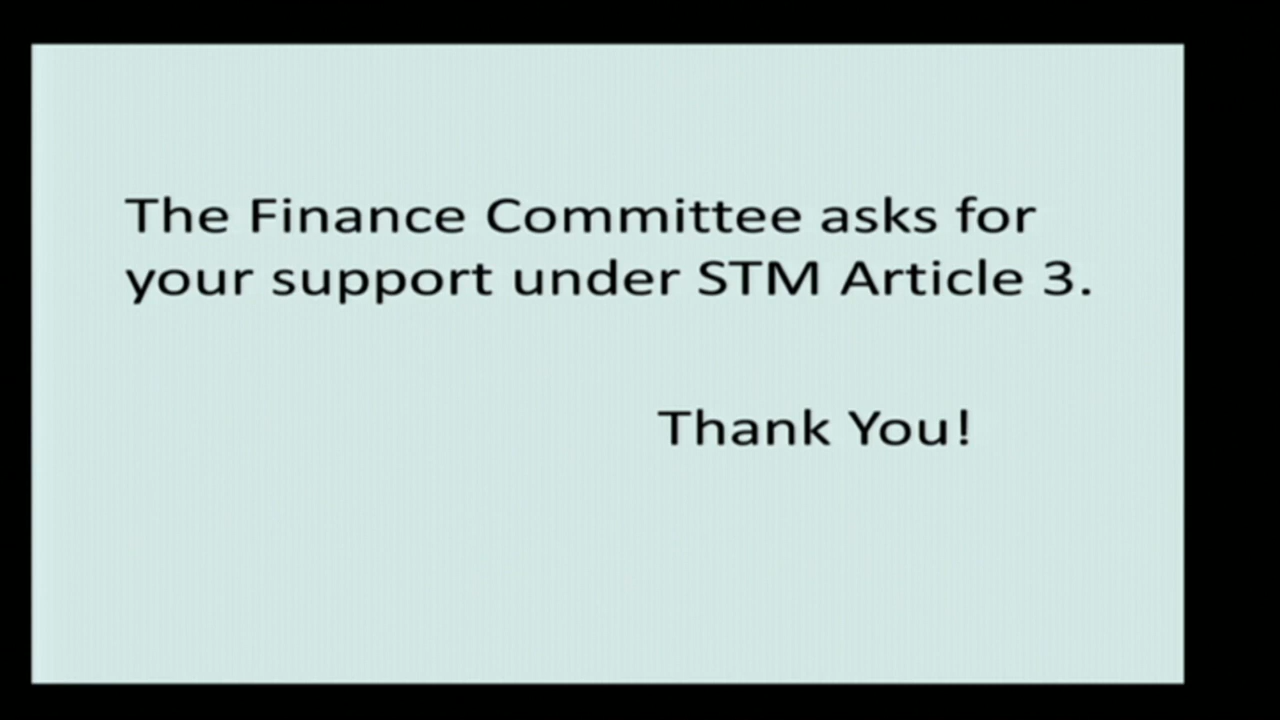 The Finance Committee asks for
your support under STM Article 3.
Thank You!